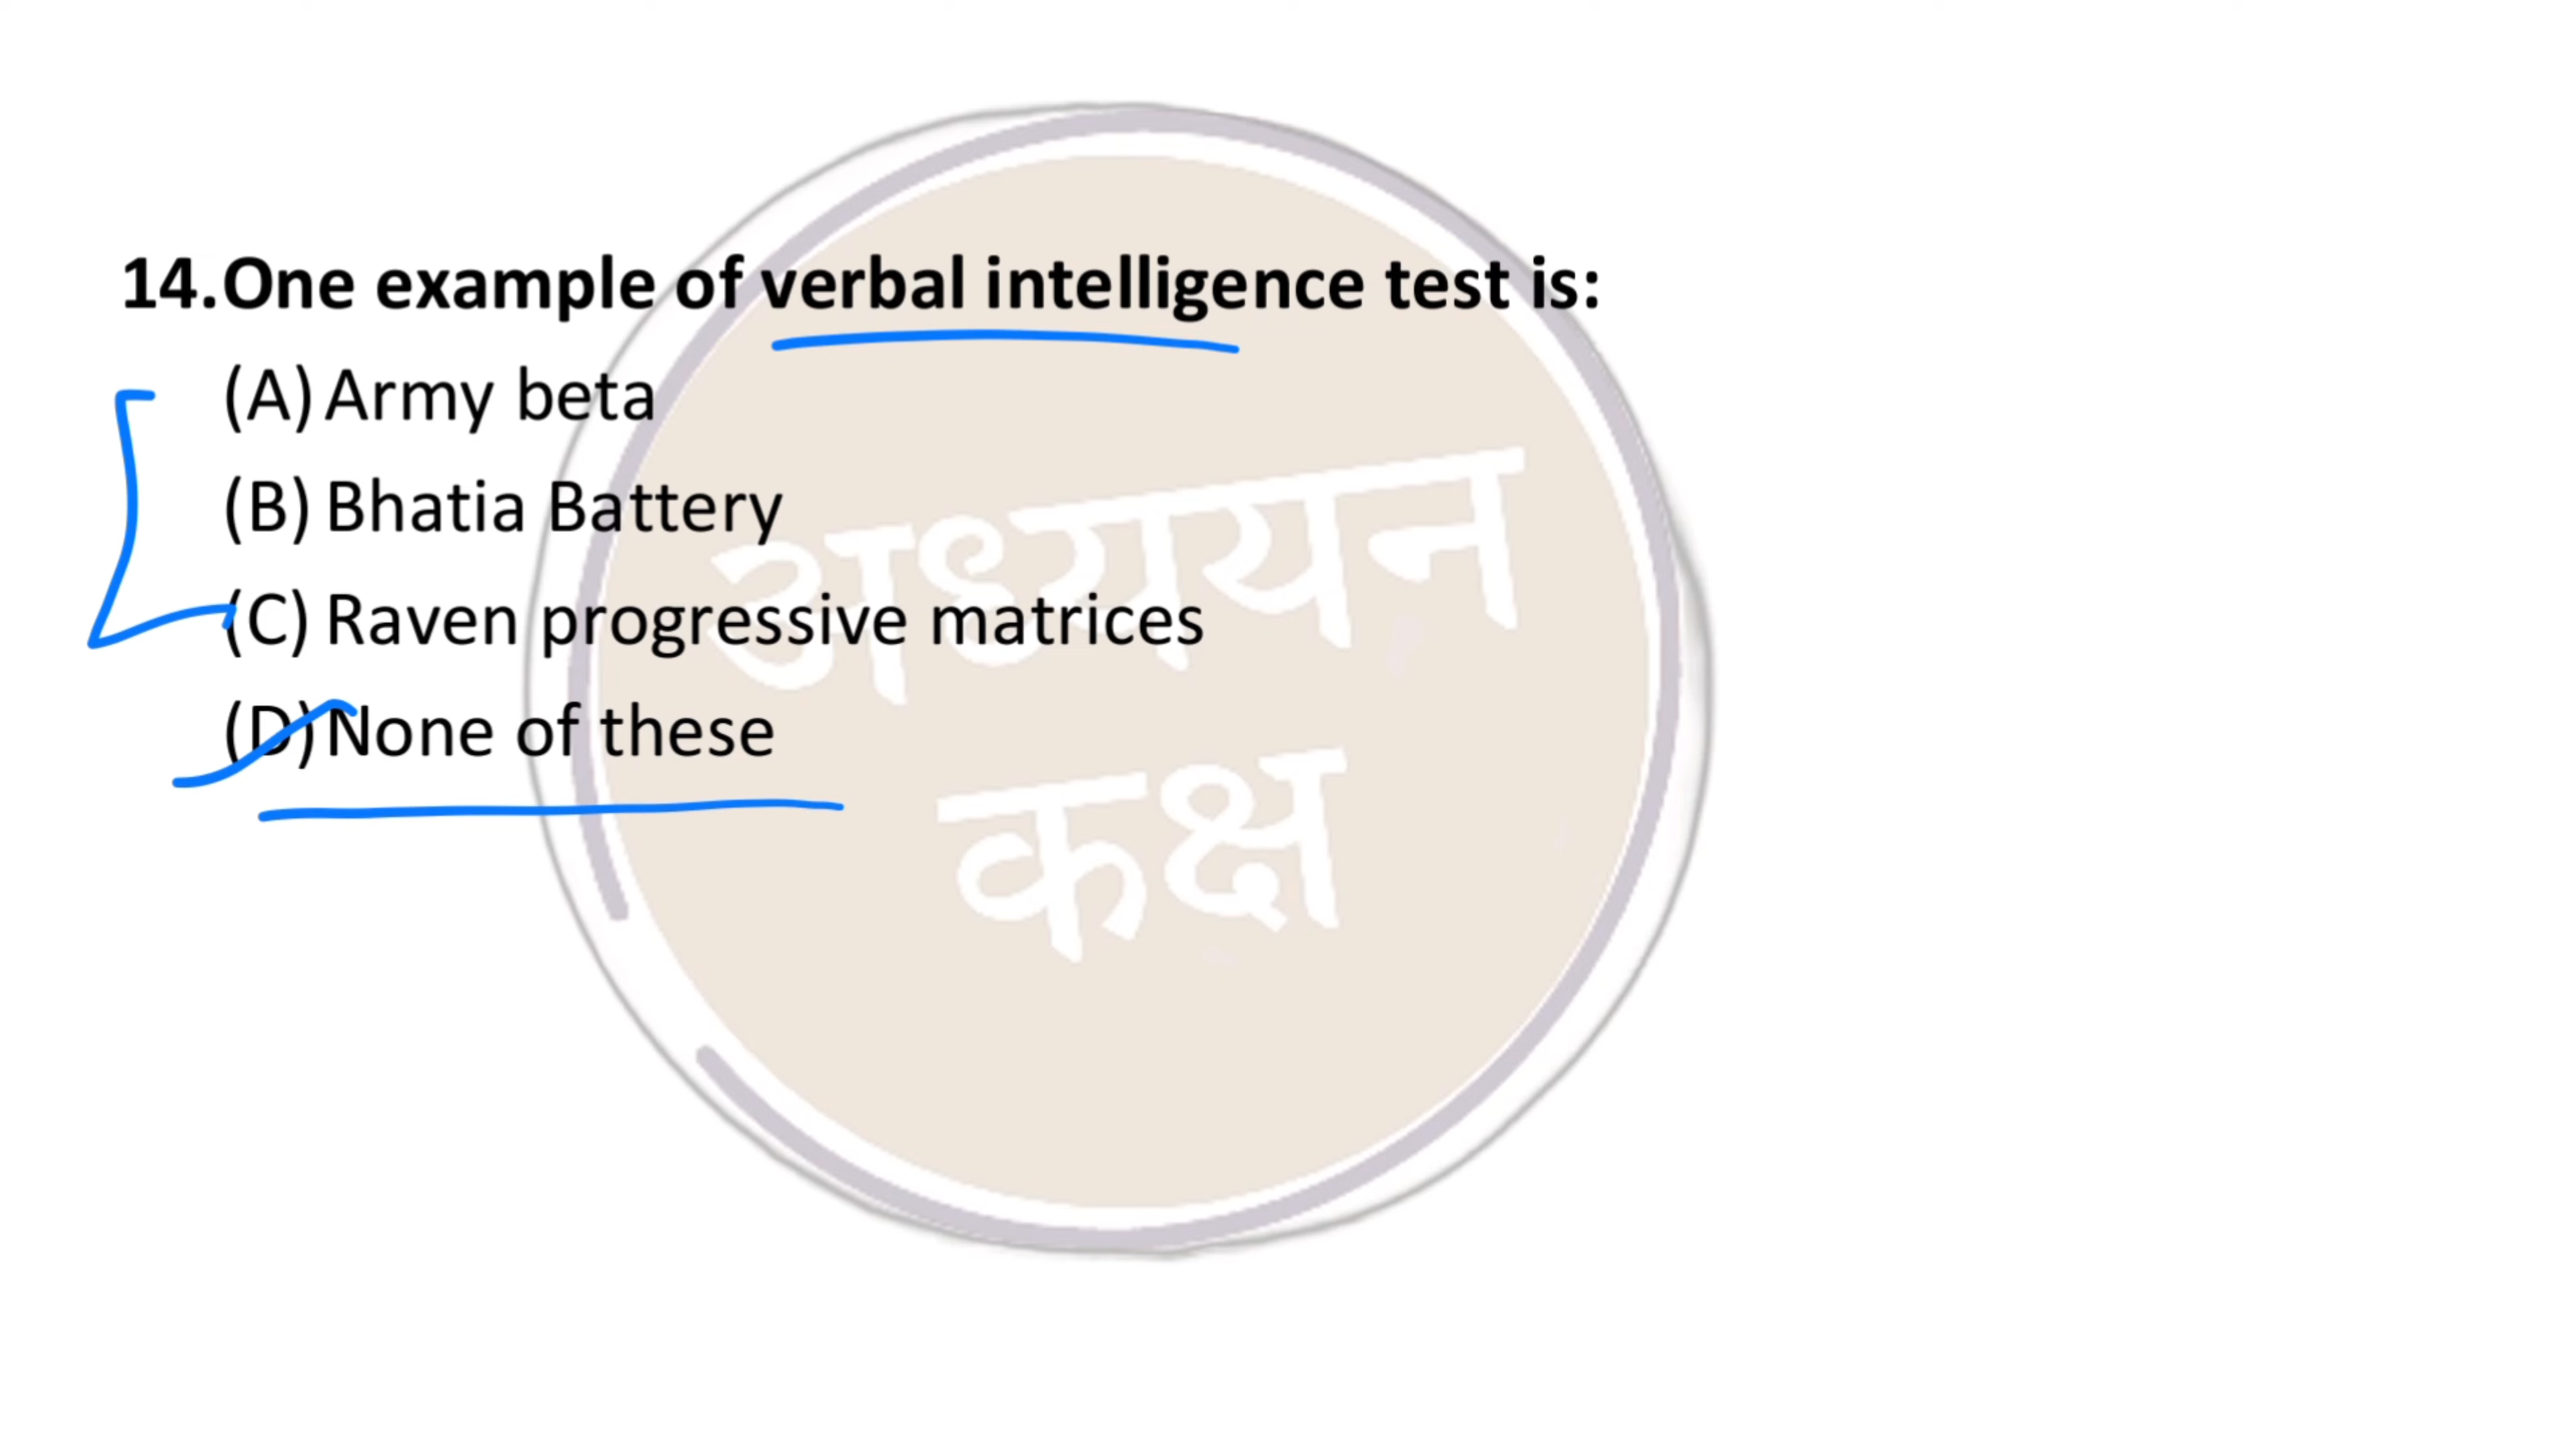 14.One example of verbal intelligence test is:
(A) Army beta
(B) Bhatia Battery
(C) Raven progressive matrices
(D) None of these
अध्ययन
कक्ष